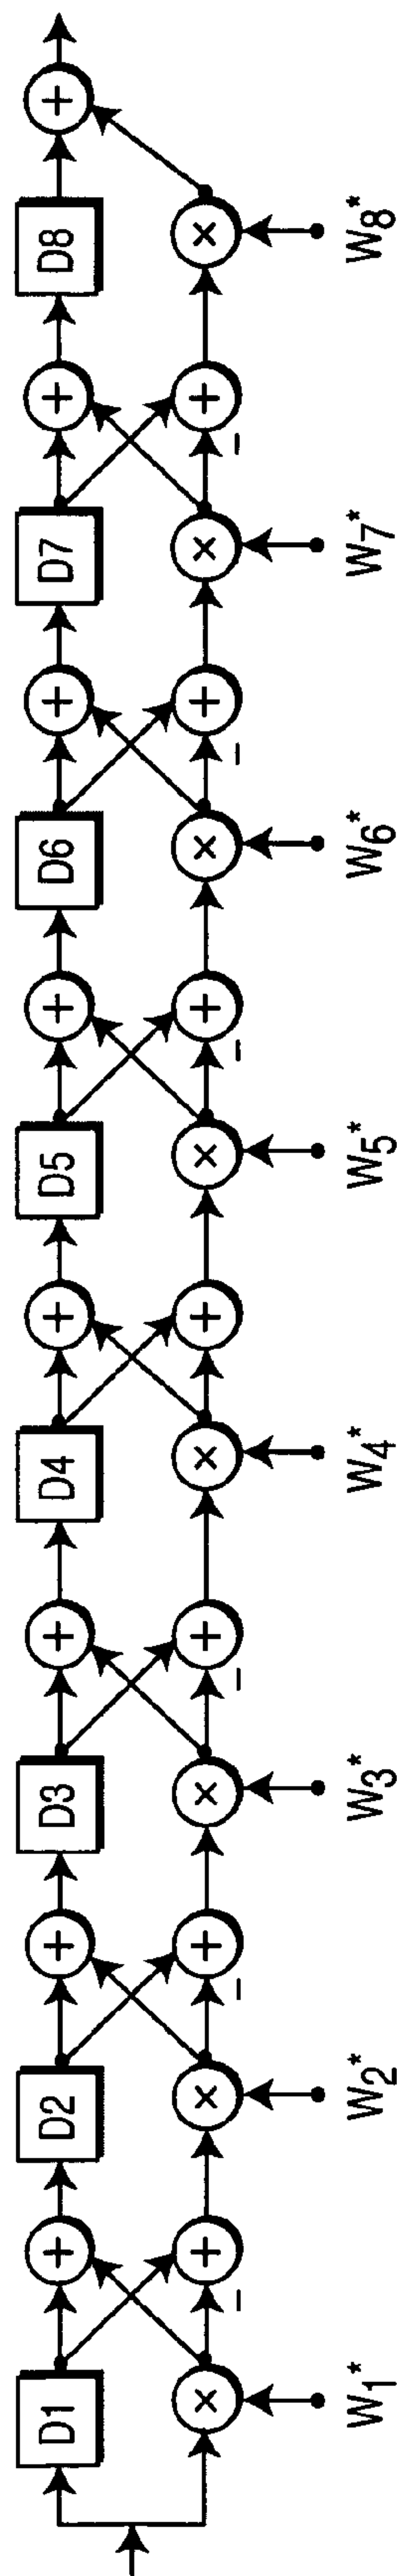 D1 D2 D3 D4 D5 D6 D7 D8
+ + + + + + + +
× + × + × + × + × + × + × + ×
− − − − − −
W1* W2* W3* W4* W5* W6* W7* W8*